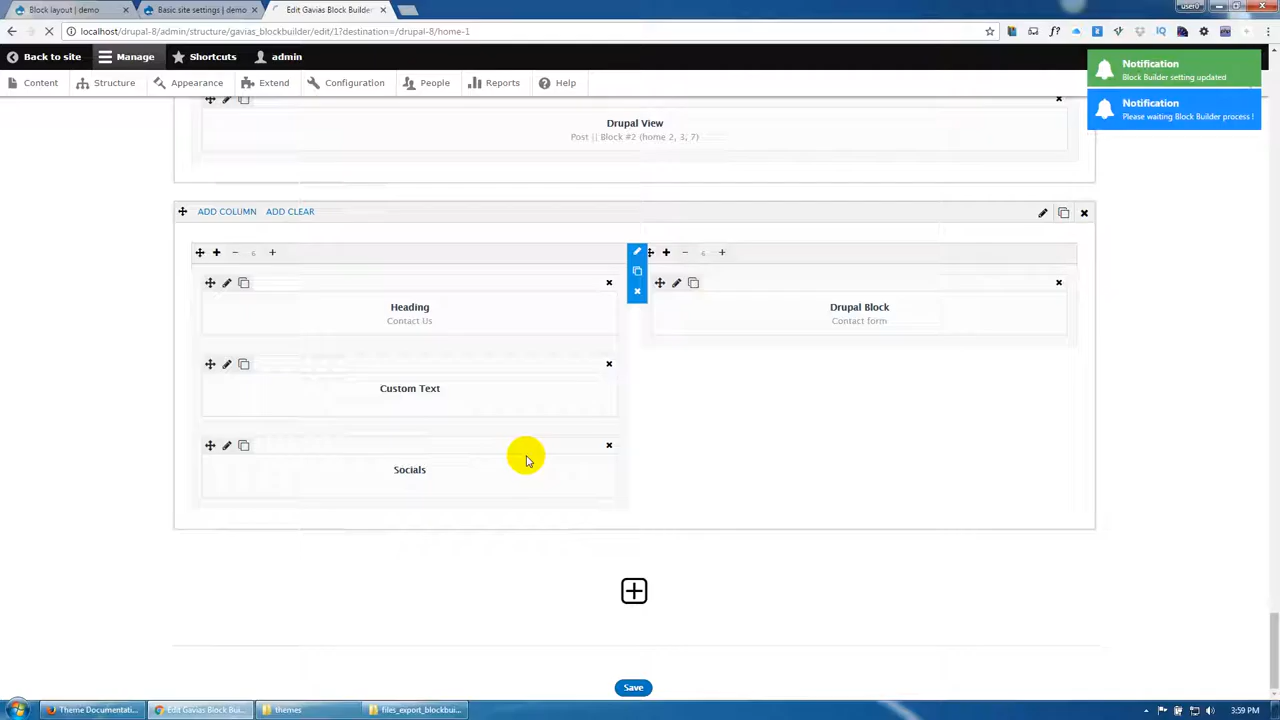 Block layout | demo
Basic site settings | demo
Edit Gavias Block Builder
user0
localhost/drupal-8/admin/structure/gavias_blockbuilder/edit/1?destination=/drupal-8/home-1
Back to site
Manage
Shortcuts
admin
Content
Structure
Appearance
Extend
Configuration
People
Reports
Help
Notification
Block Builder setting updated
Notification
Please waiting Block Builder process !
Drupal View
Post || Block #2 (home 2, 3, 7)
ADD COLUMN ADD CLEAR
6
6
Heading
Contact Us
Drupal Block
Contact form
Custom Text
Socials
Save
Theme Documentati...
Edit Gavias Block Bui...
themes
files_export_blockbui...
3:59 PM